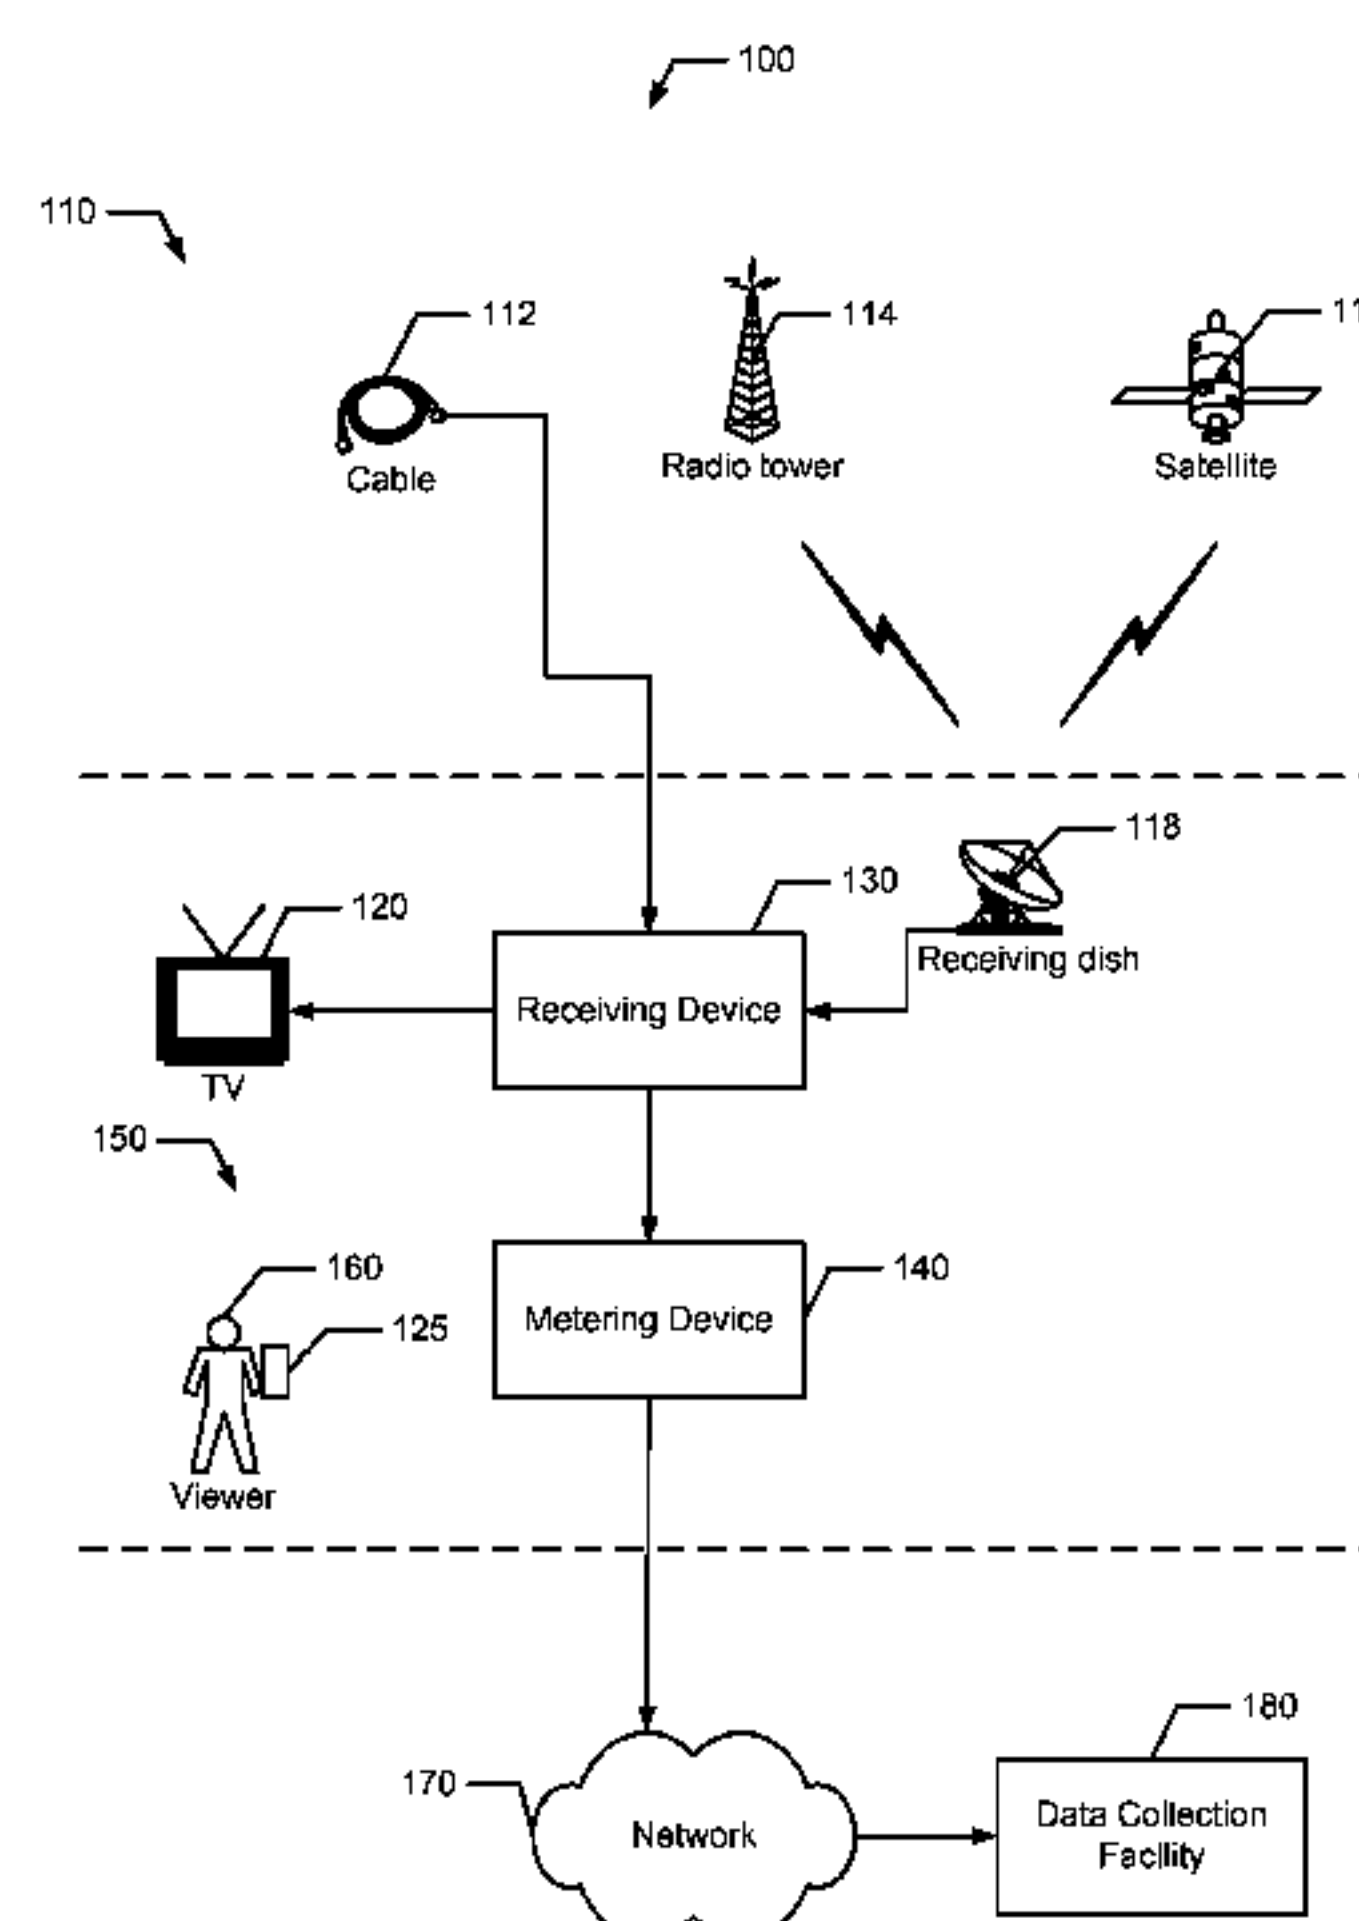 100
110
112
114
11
Cable
Radio tower
Satellite
118
130
120
Receiving dish
Receiving Device
TV
150
160
140
125
Metering Device
Viewer
180
170
Data Collection
Facility
Network